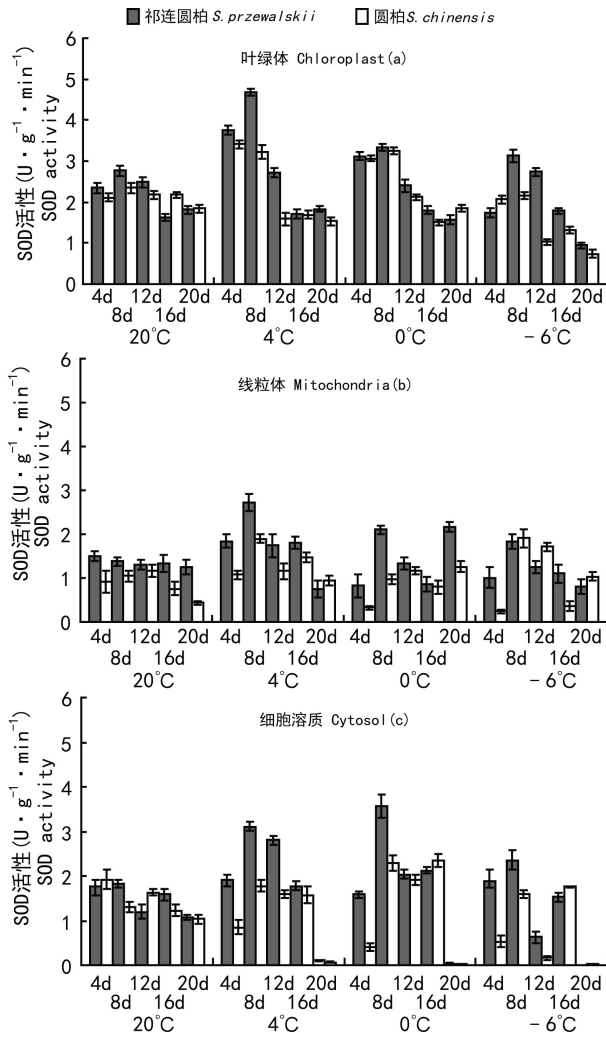 祁连圆柏 S.przewalskii 圆柏S.chinensis
叶绿体 Chloroplast(a)
SOD活性(U·g⁻¹·min⁻¹)
SOD activity
6
5
4
3
2
1
0
4d 12d 20d 4d 12d 20d 4d 12d 20d 4d 12d 20d
8d 16d 8d 16d 8d 16d 8d 16d
20℃ 4℃ 0℃ -6℃
线粒体 Mitochondria(b)
SOD活性(U·g⁻¹·min⁻¹)
SOD activity
6
5
4
3
2
1
0
4d 12d 20d 4d 12d 20d 4d 12d 20d 4d 12d 20d
8d 16d 8d 16d 8d 16d 8d 16d
20℃ 4℃ 0℃ -6℃
细胞溶质 Cytosol(c)
SOD活性(U·g⁻¹·min⁻¹)
SOD activity
6
5
4
3
2
1
0
4d 12d 20d 4d 12d 20d 4d 12d 20d 4d 12d 20d
8d 16d 8d 16d 8d 16d 8d 16d
20℃ 4℃ 0℃ -6℃